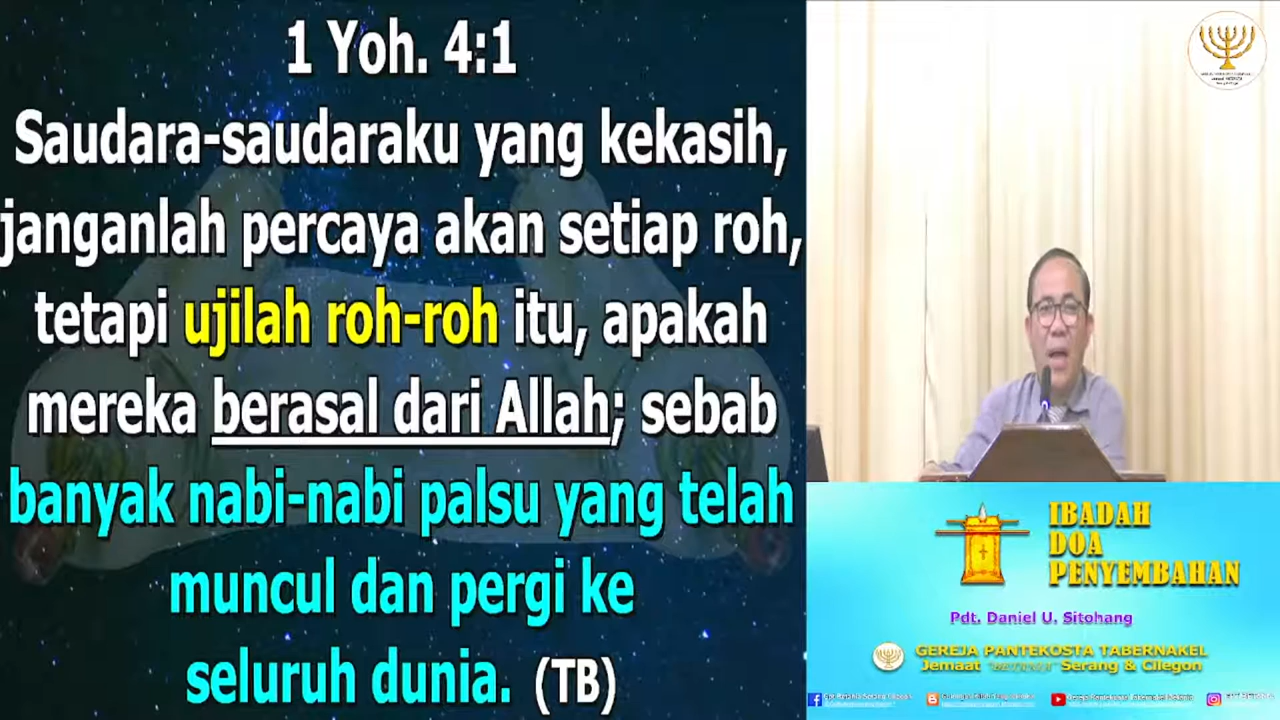 1 Yoh. 4:1
Saudara-saudaraku yang kekasih,
janganlah percaya akan setiap roh,
tetapi ujilah roh-roh itu, apakah
mereka berasal dari Allah; sebab
banyak nabi-nabi palsu yang telah
muncul dan pergi ke
seluruh dunia. (TB)
IBADAH
DOA
PENYEMBAHAN
Pdt. Daniel U. Sitohang
GEREJA PANTEKOSTA TABERNAKEL
Jemaat Serang & Cilegon